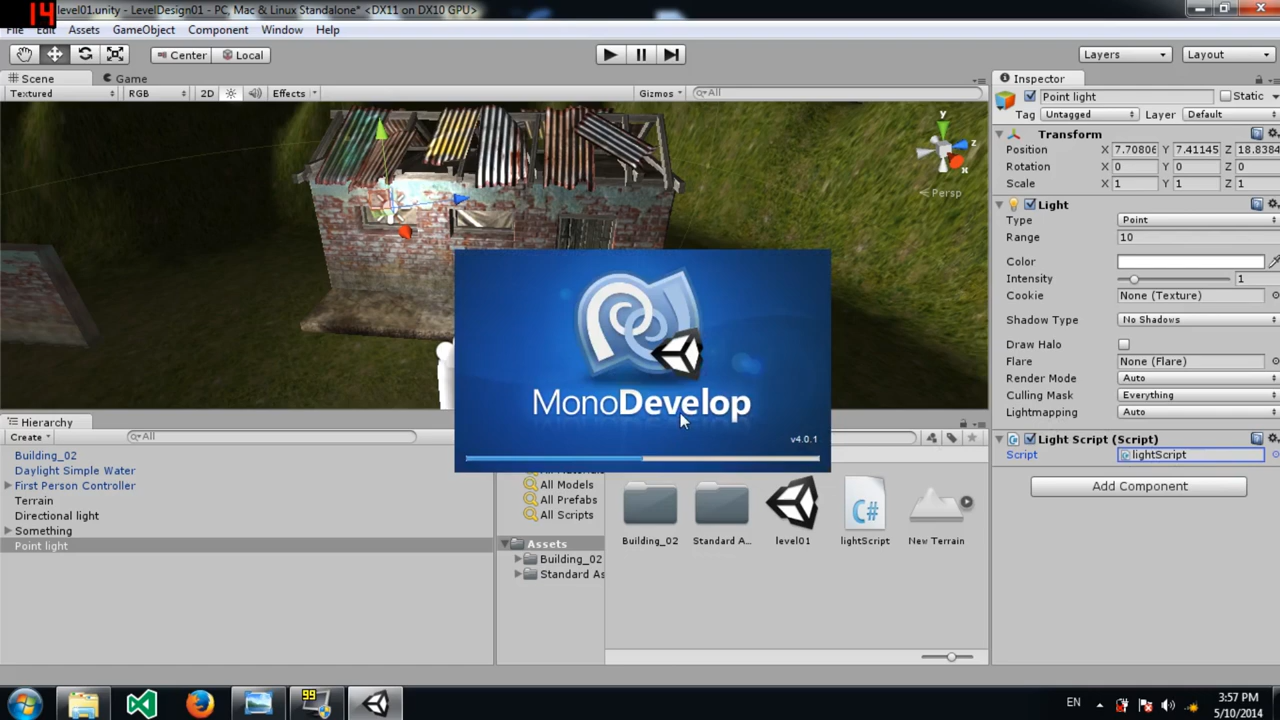 14
level01.unity - LevelDesign01 - PC, Mac & Linux Standalone* <DX11 on DX10 GPU>
File Edit Assets GameObject Component Window Help
Center Local Layers Layout
Scene Game
Textured RGB 2D Effects Gizmos All
y
z
x
Persp
Inspector
Point light Static
Tag Untagged Layer Default
Transform
Position X 7.70806 Y 7.41145 Z 18.8384
Rotation X 0 Y 0 Z 0
Scale X 1 Y 1 Z 1
Light
Type Point
Range 10
Color
Intensity 1
Cookie None (Texture)
Shadow Type No Shadows
Draw Halo
Flare None (Flare)
Render Mode Auto
Culling Mask Everything
Lightmapping Auto
Light Script (Script)
Script lightScript
Add Component
MonoDevelop
v4.0.1
Hierarchy
Create All
Building_02
Daylight Simple Water
First Person Controller
Terrain
Directional light
Something
Point light
All Models
All Prefabs
All Scripts
Assets
Building_02
Standard As
C#
Building_02 Standard A... level01 lightScript New Terrain
99
EN
3:57 PM
5/10/2014